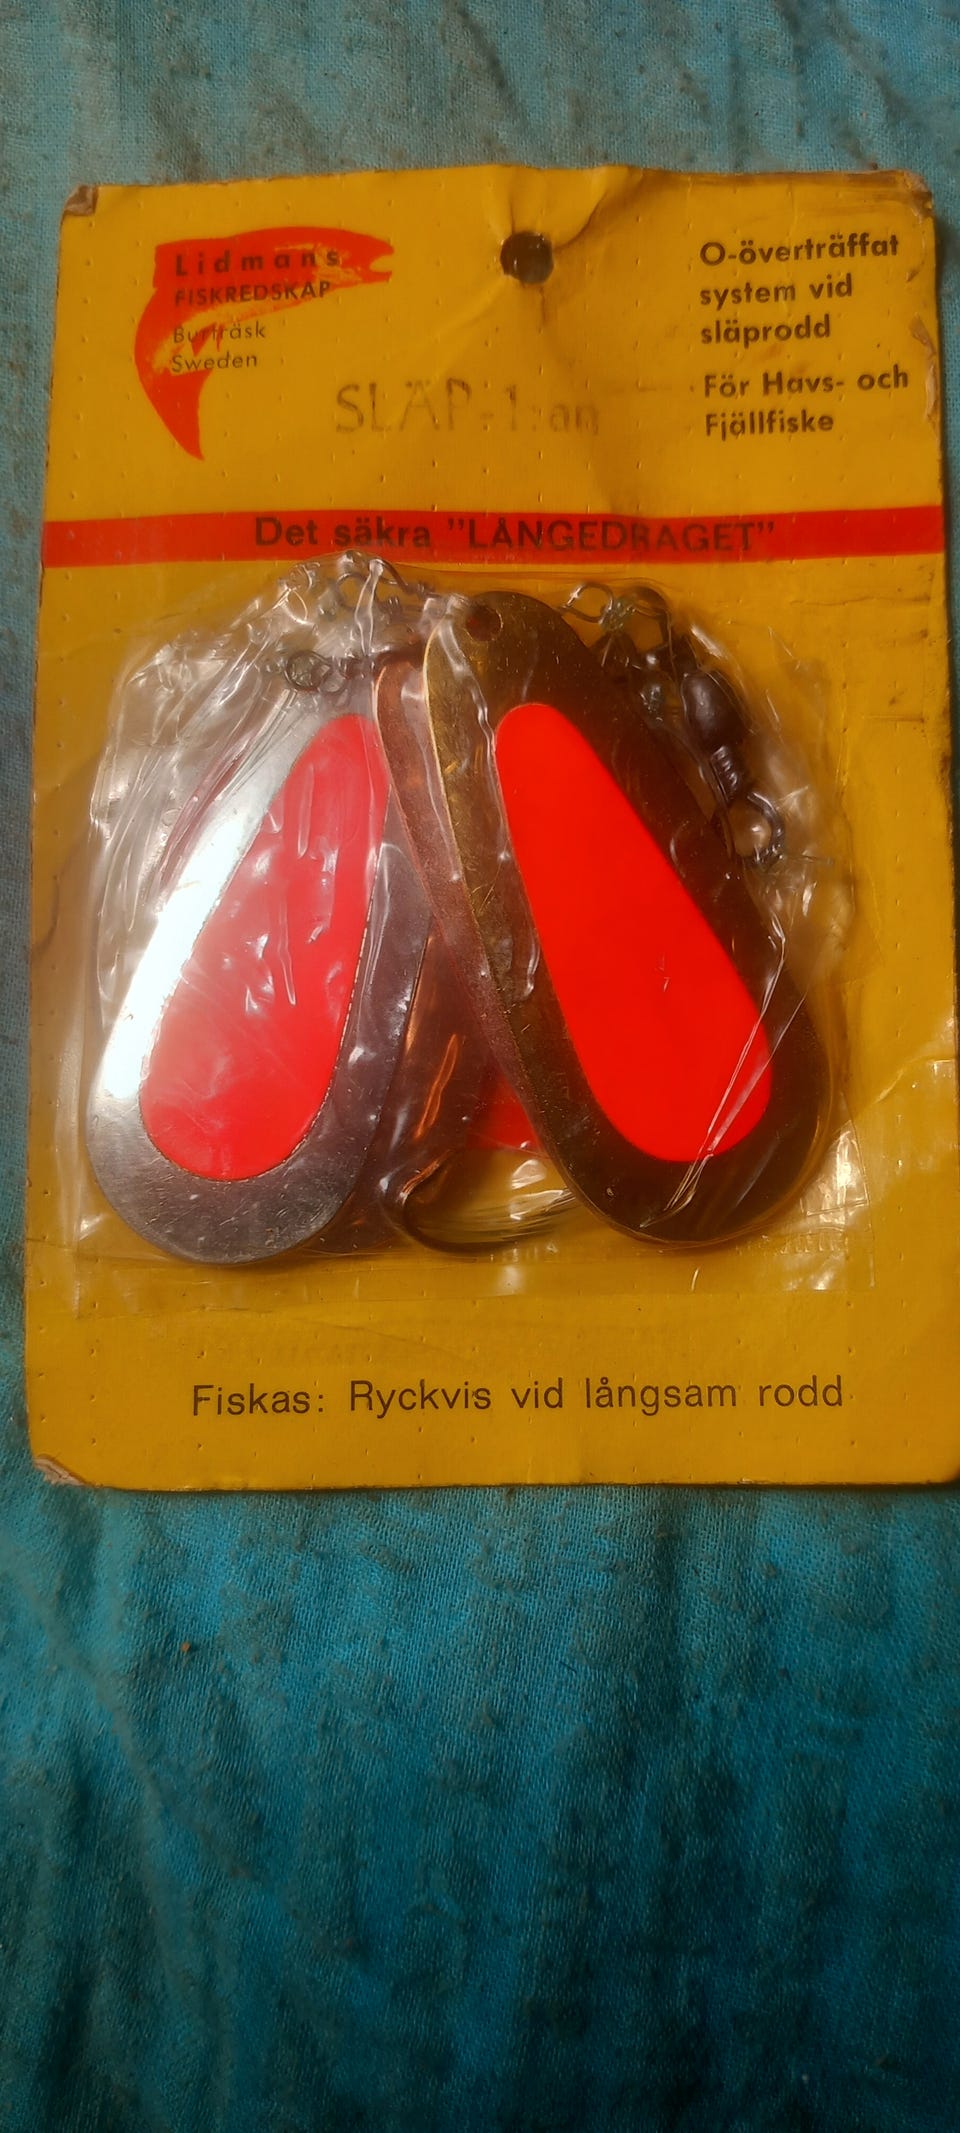 Lidmans
FISKREDSKAP
Burträsk
Sweden
SLÄP-1:an
O-överträffat
system vid
släprodd
För Havs- och
Fjällfiske
Det säkra "LÅNGEDRAGET"
Fiskas: Ryckvis vid långsam rodd